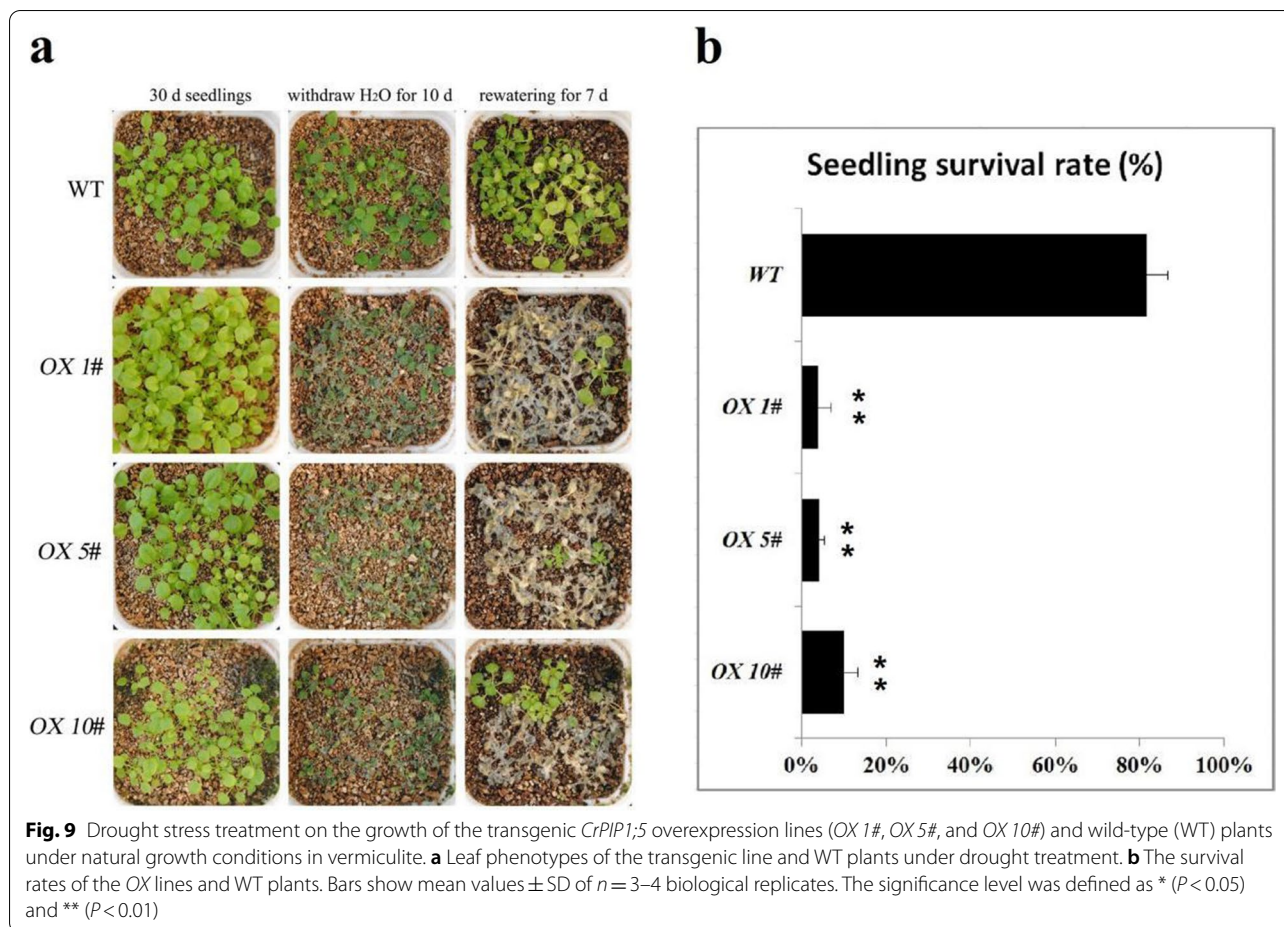 a
30 d seedlings withdraw H₂O for 10 d rewatering for 7 d
WT
OX 1#
OX 5#
OX 10#
b
Seedling survival rate (%)
WT
OX 1# **
OX 5# **
OX 10# **
0% 20% 40% 60% 80% 100%
Fig. 9 Drought stress treatment on the growth of the transgenic CrPIP1;5 overexpression lines (OX 1#, OX 5#, and OX 10#) and wild-type (WT) plants
under natural growth conditions in vermiculite. a Leaf phenotypes of the transgenic line and WT plants under drought treatment. b The survival
rates of the OX lines and WT plants. Bars show mean values ± SD of n = 3–4 biological replicates. The significance level was defined as * (P < 0.05)
and ** (P < 0.01)